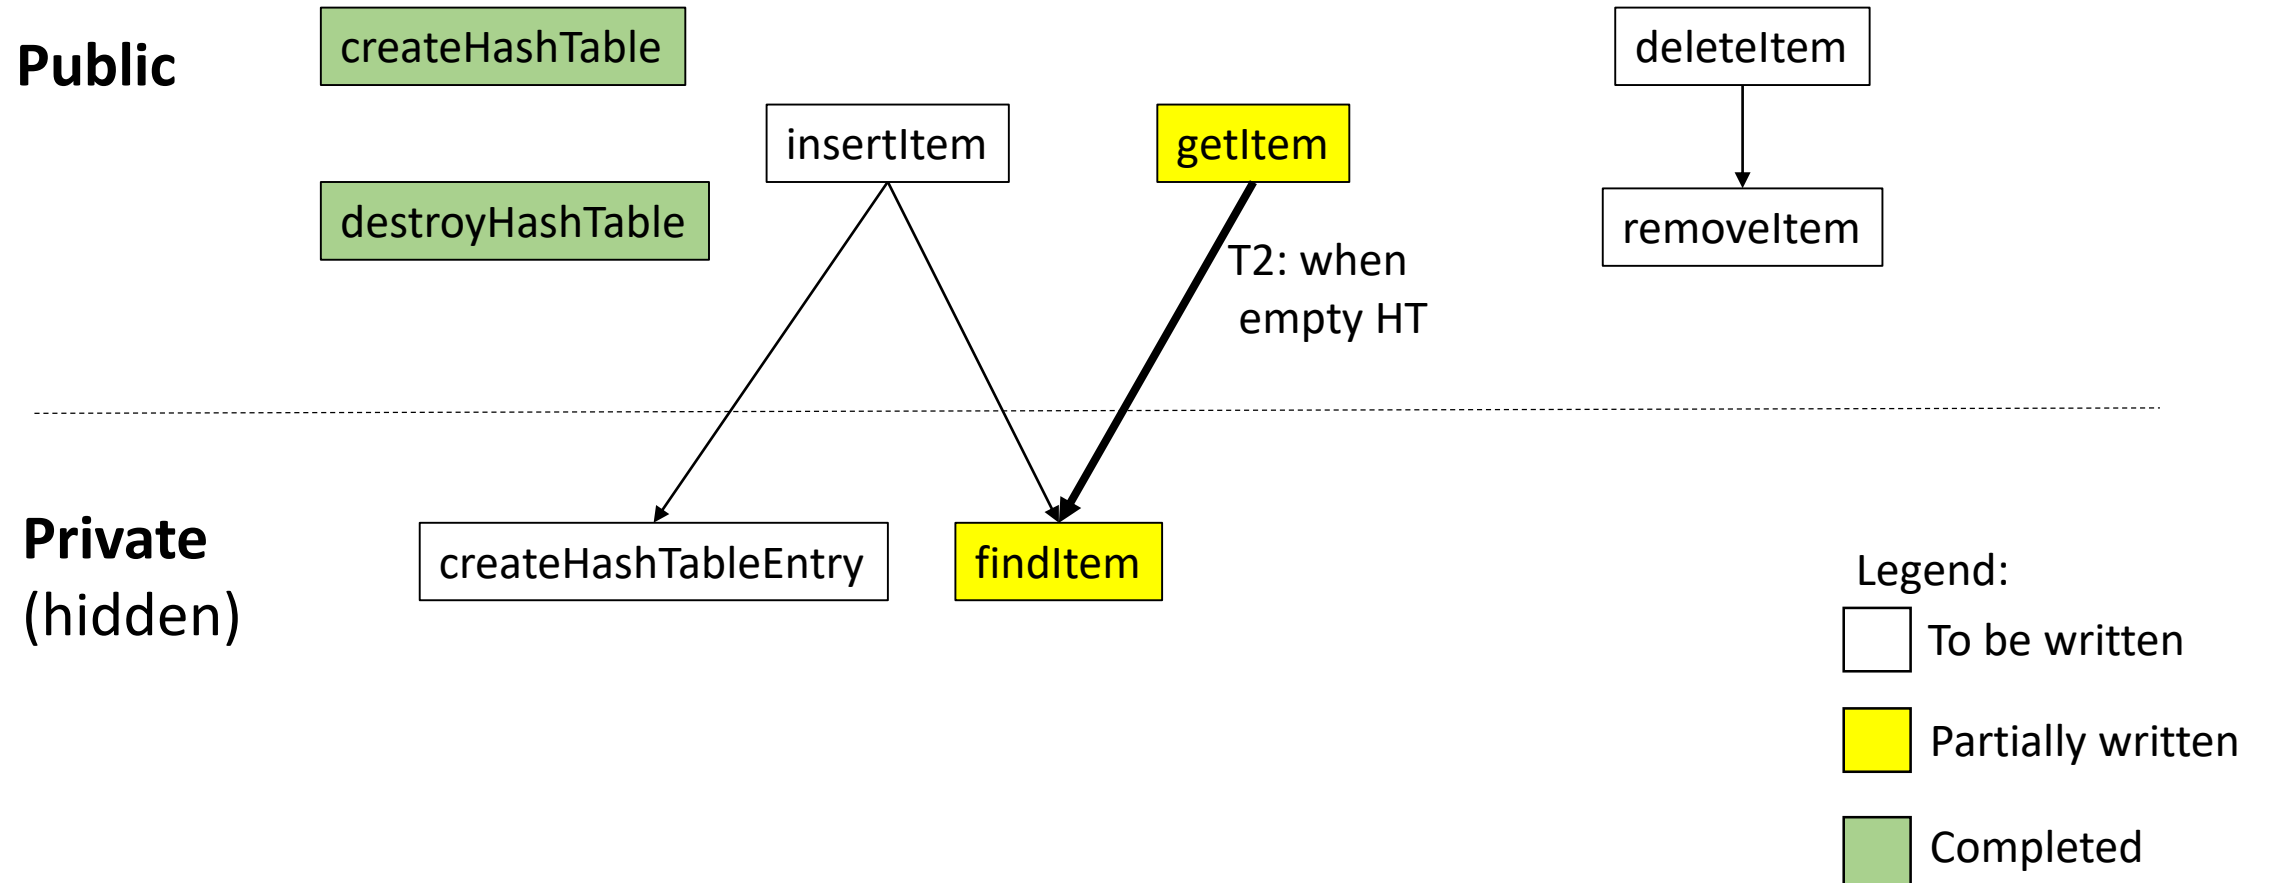 Public
createHashTable
deleteItem
insertItem
getItem
destroyHashTable
removeItem
T2: when
empty HT
Private
(hidden)
createHashTableEntry
findItem
Legend:
To be written
Partially written
Completed